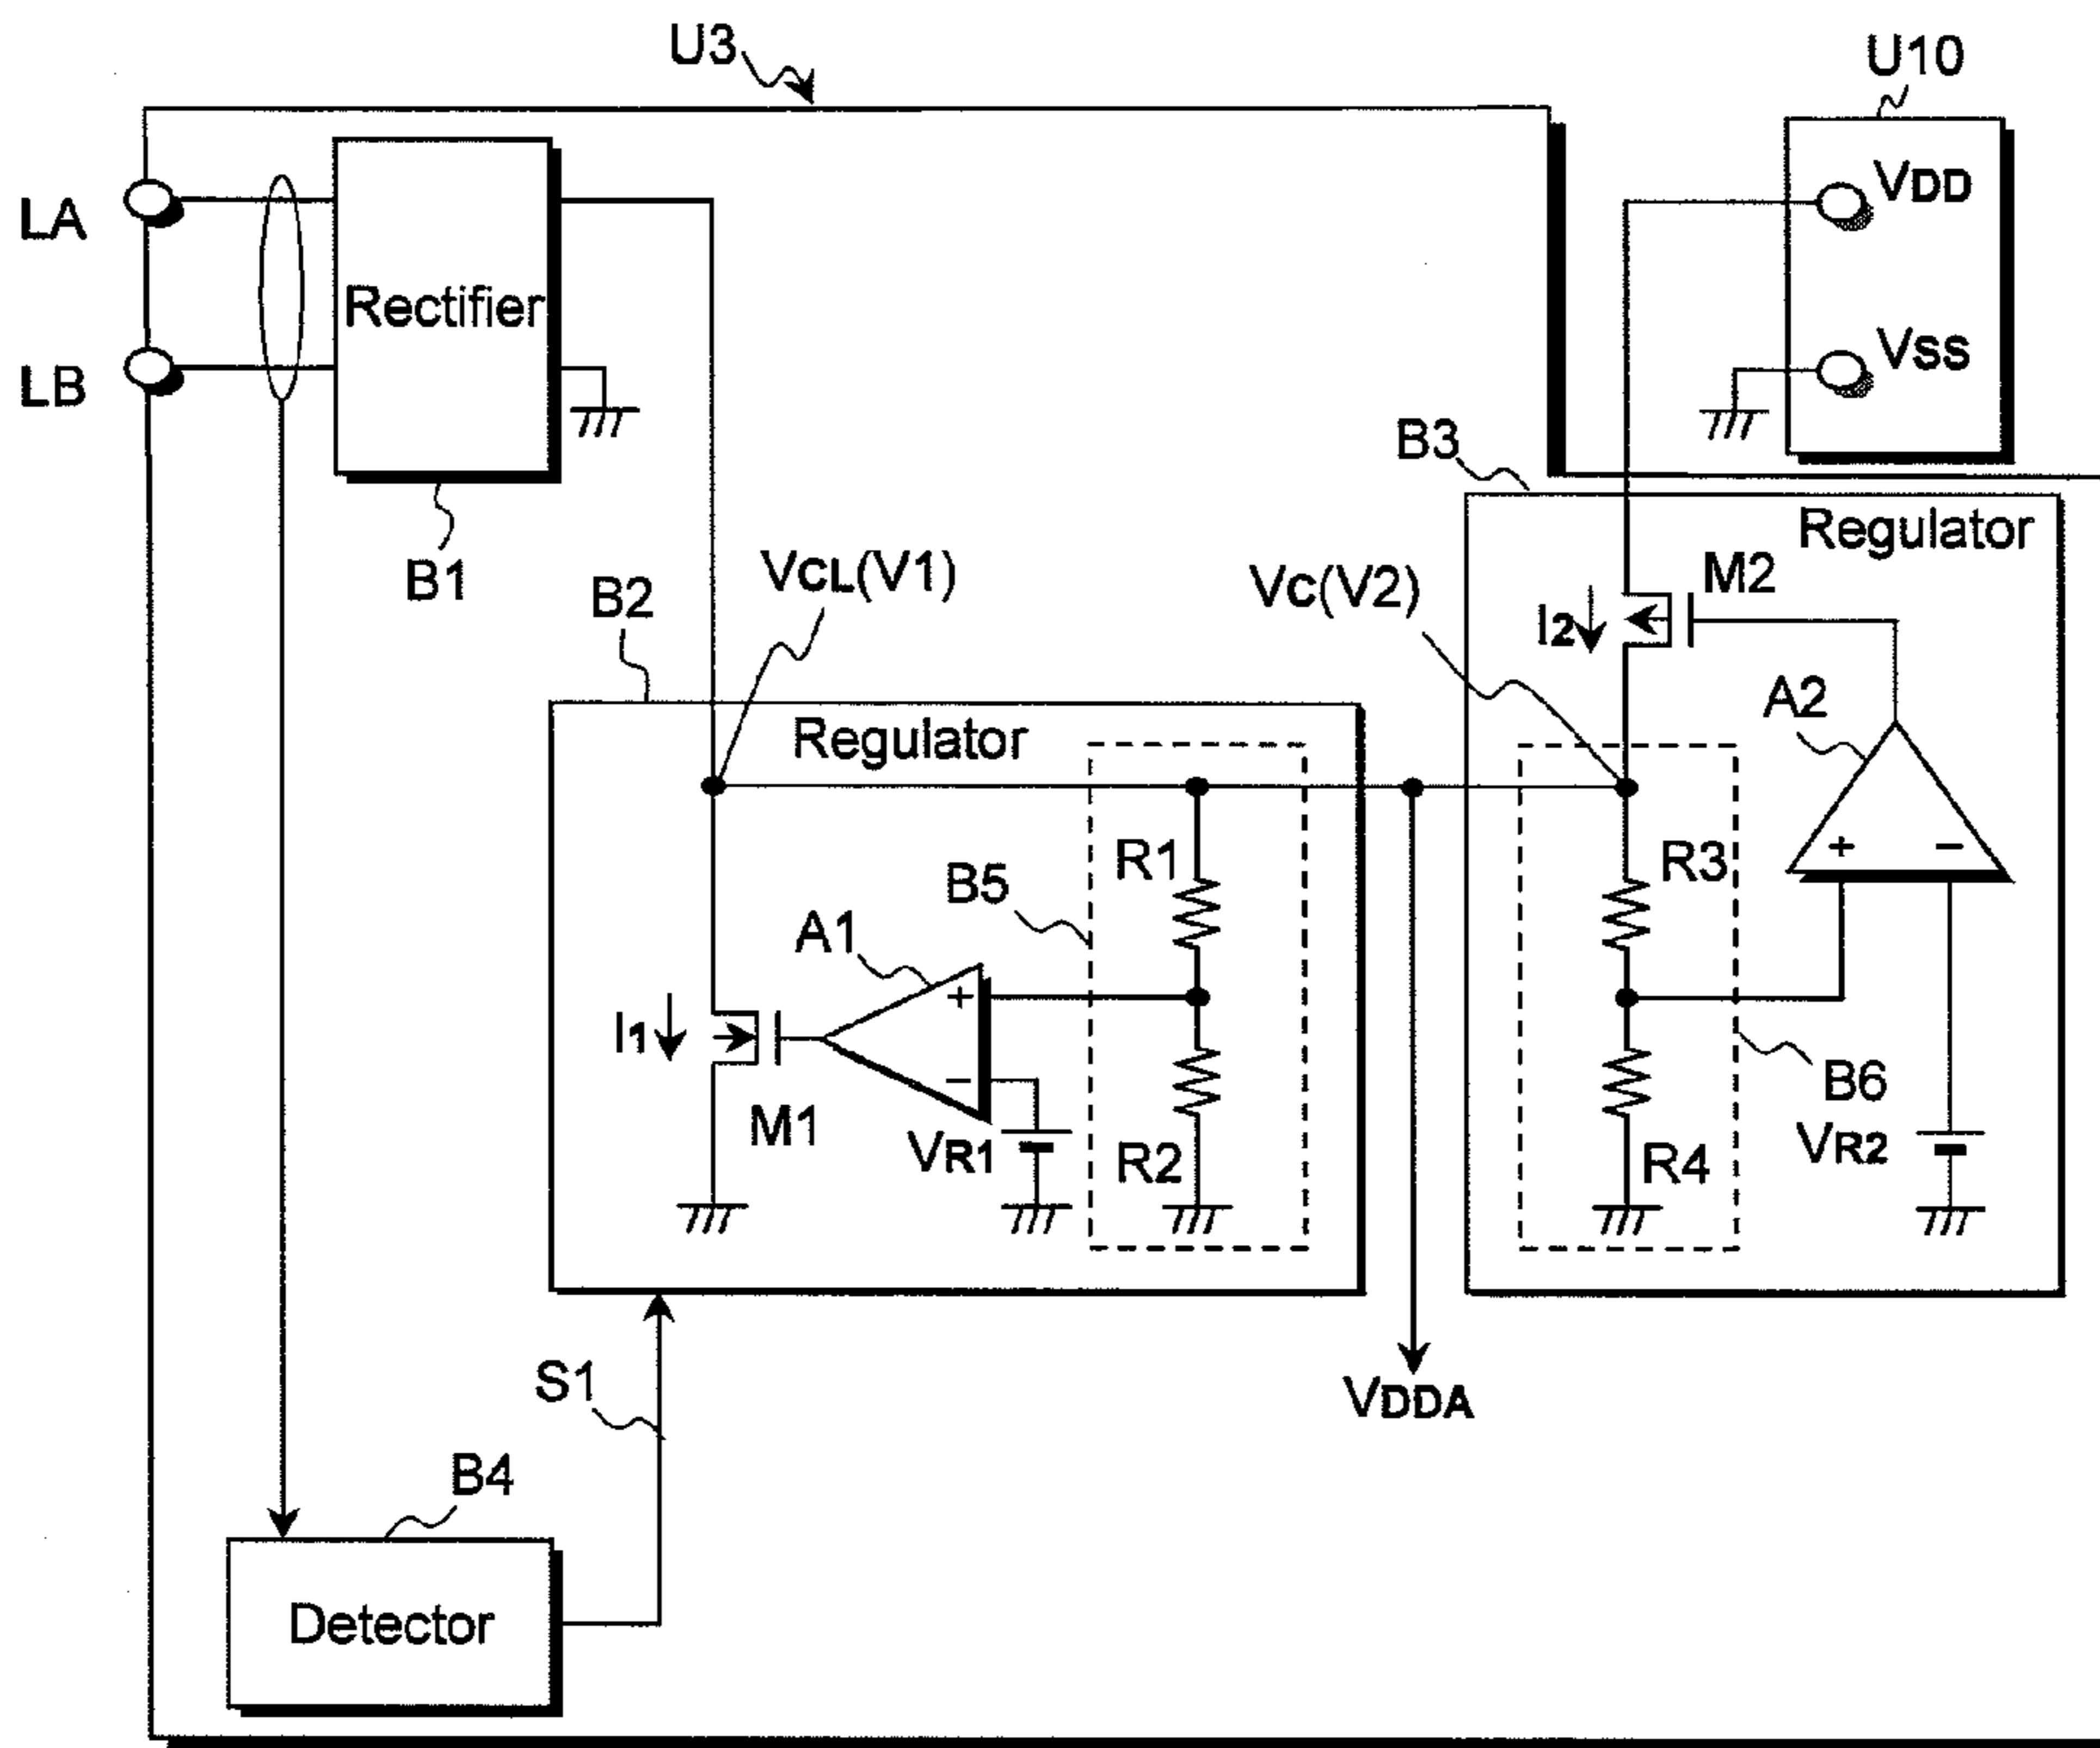 U3
U10
VDD
LA
Rectifier
VSS
LB
B3
Regulator
B1
B2
VCL(V1)
VC(V2)
M2
I2
A2
Regulator
+
−
R1
R3
B5
A1
+
I1
−
B6
M1
VR1
R2
R4
VR2
S1
VDDA
B4
Detector